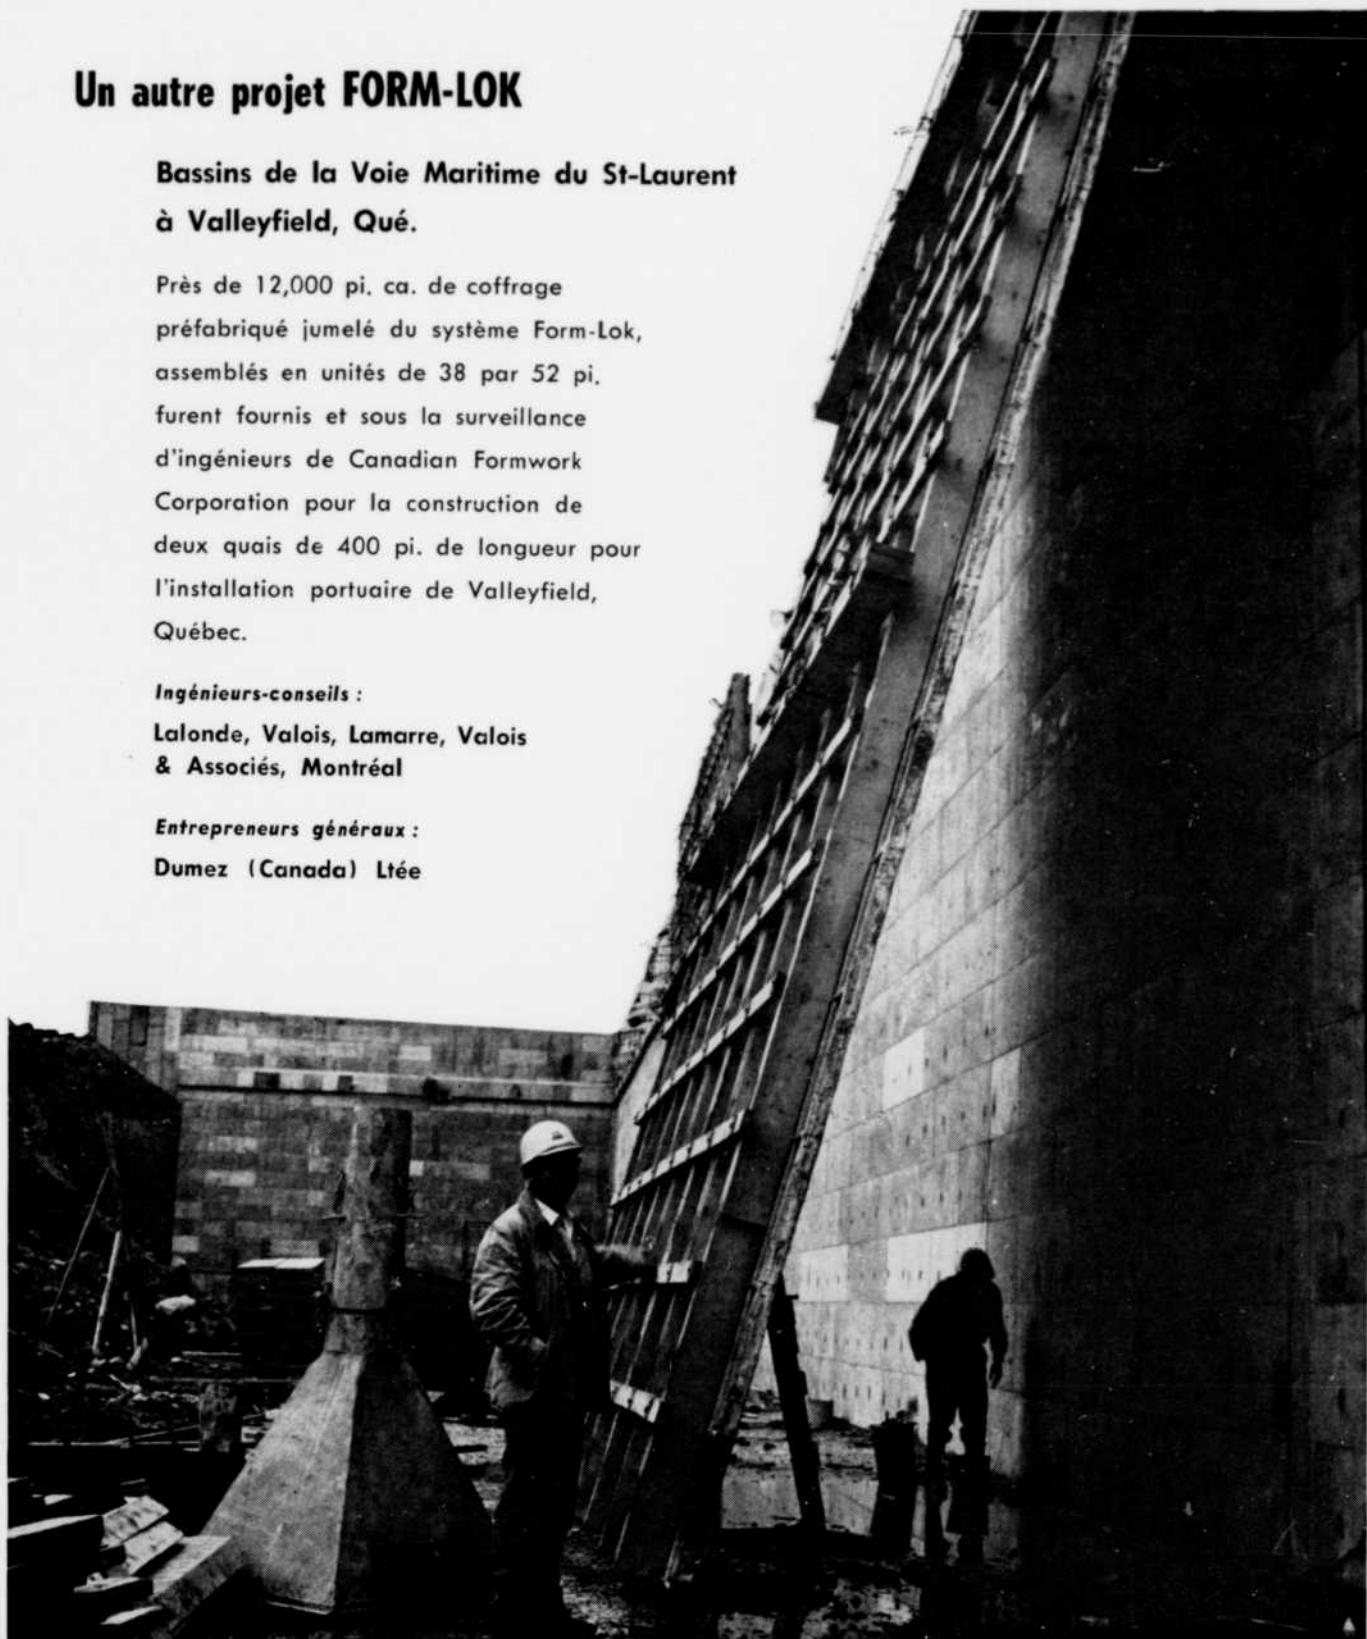 Un autre projet FORM-LOK
Bassins de la Voie Maritime du St-Laurent
à Valleyfield, Qué.
Près de 12,000 pi. ca. de coffrage
préfabriqué jumelé du système Form-Lok,
assemblés en unités de 38 par 52 pi.
furent fournis et sous la surveillance
d'ingénieurs de Canadian Formwork
Corporation pour la construction de
deux quais de 400 pi. de longueur pour
l'installation portuaire de Valleyfield,
Québec.
Ingénieurs-conseils :
Lalonde, Valois, Lamarre, Valois
& Associés, Montréal
Entrepreneurs généraux :
Dumez (Canada) Ltée